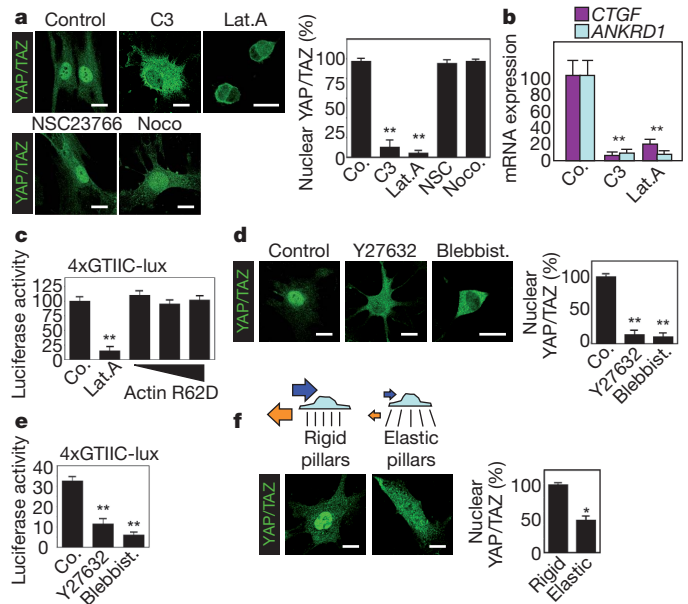 a
Control
C3
Lat.A
YAP/TAZ
NSC23766
Noco
YAP/TAZ
Nuclear YAP/TAZ (%)
100
75
50
25
0
**
**
Co.
C3
Lat.A
NSC
Noco.
b
CTGF
ANKRD1
mRNA expression
100
80
60
40
20
0
**
**
Co.
C3
Lat.A
c
4xGTIIC-lux
Luciferase activity
125
100
75
50
25
0
**
Co.
Lat.A
Actin R62D
d
Control
Y27632
Blebbist.
YAP/TAZ
Nuclear
YAP/TAZ (%)
100
50
0
**
**
Co.
Y27632
Blebbist.
e
4xGTIIC-lux
Luciferase activity
40
30
20
10
0
**
**
Co.
Y27632
Blebbist.
f
Rigid
pillars
Elastic
pillars
YAP/TAZ
Nuclear
YAP/TAZ (%)
100
50
0
*
Rigid
Elastic